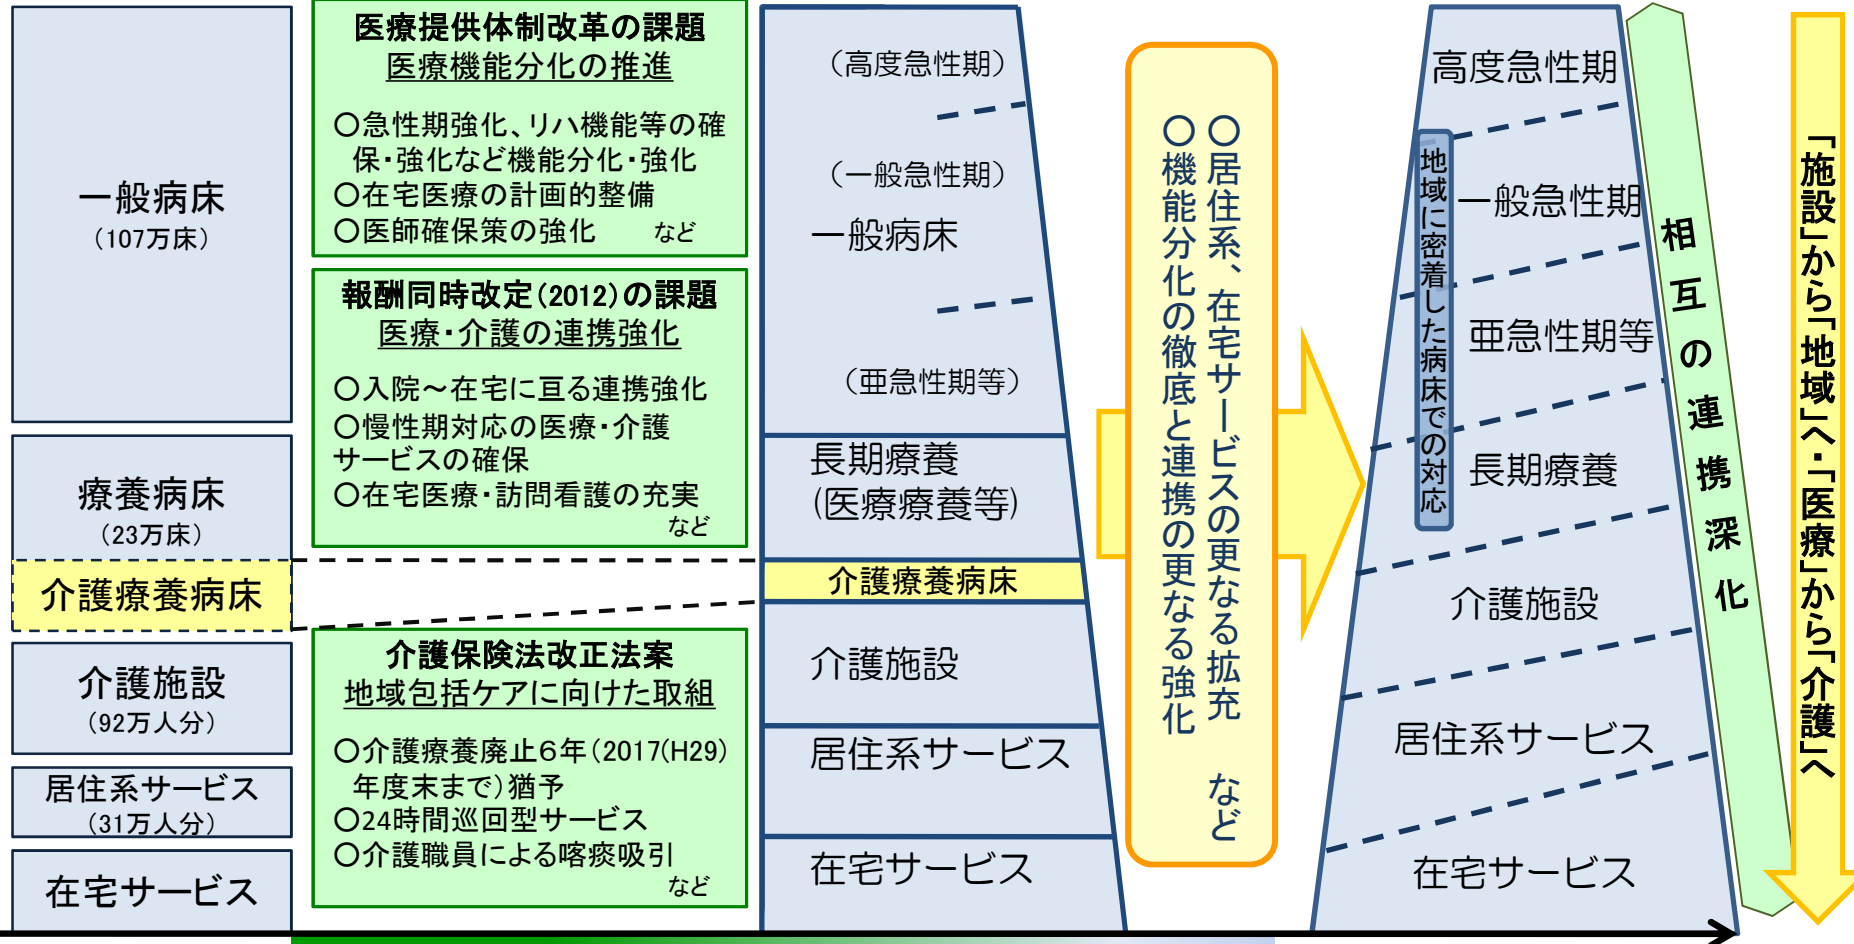 一般病床
(107万床)
療養病床
(23万床)
介護療養病床
介護施設
(92万人分)
居住系サービス
(31万人分)
在宅サービス
医療提供体制改革の課題
医療機能分化の推進
○急性期強化、リハ機能等の確
保・強化など機能分化・強化
○在宅医療の計画的整備
○医師確保策の強化 など
報酬同時改定(2012)の課題
医療・介護の連携強化
○入院～在宅に亘る連携強化
○慢性期対応の医療・介護
サービスの確保
○在宅医療・訪問看護の充実
など
介護保険法改正法案
地域包括ケアに向けた取組
○介護療養廃止6年(2017(H29)
年度末まで)猶予
○24時間巡回型サービス
○介護職員による喀痰吸引
など
(高度急性期)
(一般急性期)
一般病床
(亜急性期等)
長期療養
(医療療養等)
介護療養病床
介護施設
居住系サービス
在宅サービス
○居住系、在宅サービスの更なる拡充 など
○機能分化の徹底と連携の更なる強化
高度急性期
一般急性期
亜急性期等
長期療養
介護施設
居住系サービス
在宅サービス
地域に密着した病床での対応
相互の連携深化
「施設」から「地域」へ・「医療」から「介護」へ